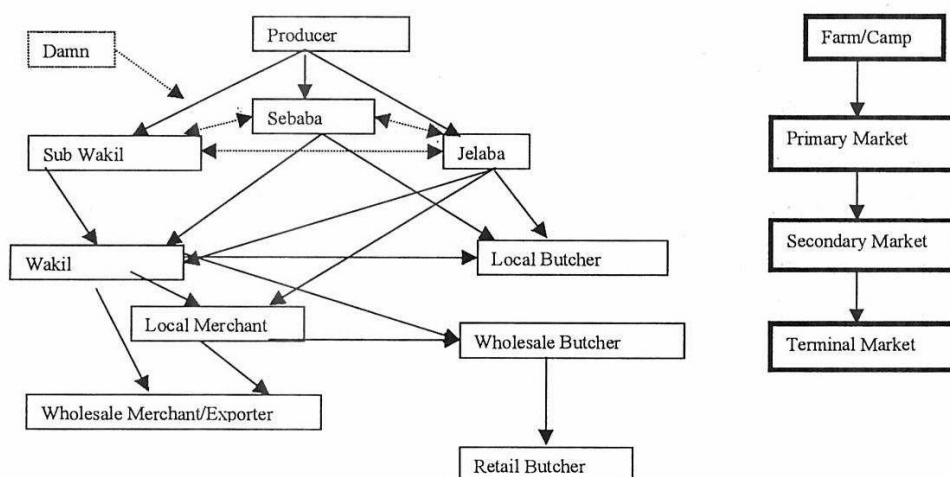 Producer
Farm/Camp
Damn
Sebaba
Sub Wakil
Jelaba
Primary Market
Wakil
Local Butcher
Secondary Market
Local Merchant
Wholesale Butcher
Terminal Market
Wholesale Merchant/Exporter
Retail Butcher